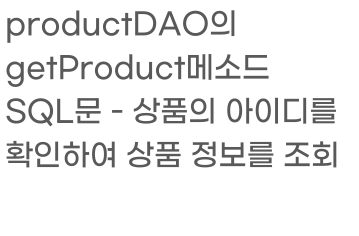 productDAO의
getProduct메소드
SQL문 - 상품의 아이디를
확인하여 상품 정보를 조회